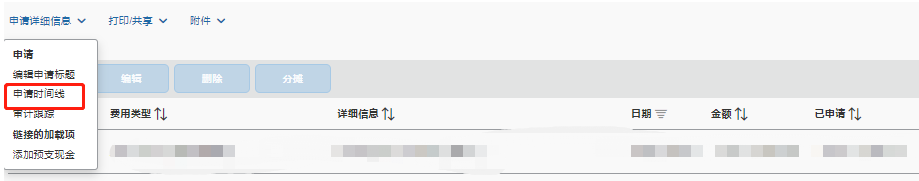 申请详细信息 打印/共享 附件
申请
编辑申请标题
申请时间线
审计跟踪
链接的加载项
添加预支现金
编辑 删除 分摊
费用类型 详细信息 日期 金额 已申请